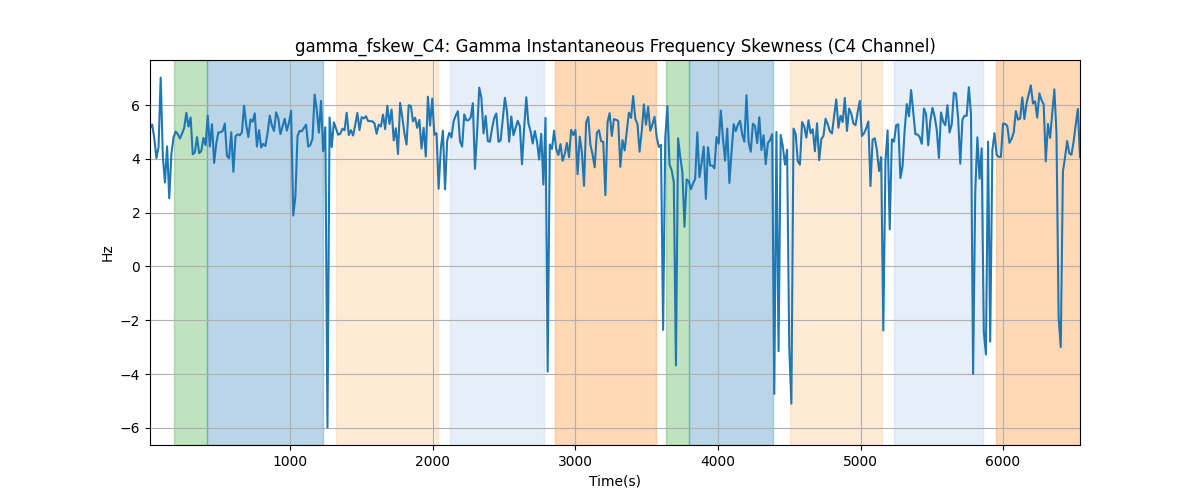 gamma_fskew_C4: Gamma Instantaneous Frequency Skewness (C4 Channel)
Hz
6
4
2
0
−2
−4
−6
1000 2000 3000 4000 5000 6000
Time(s)